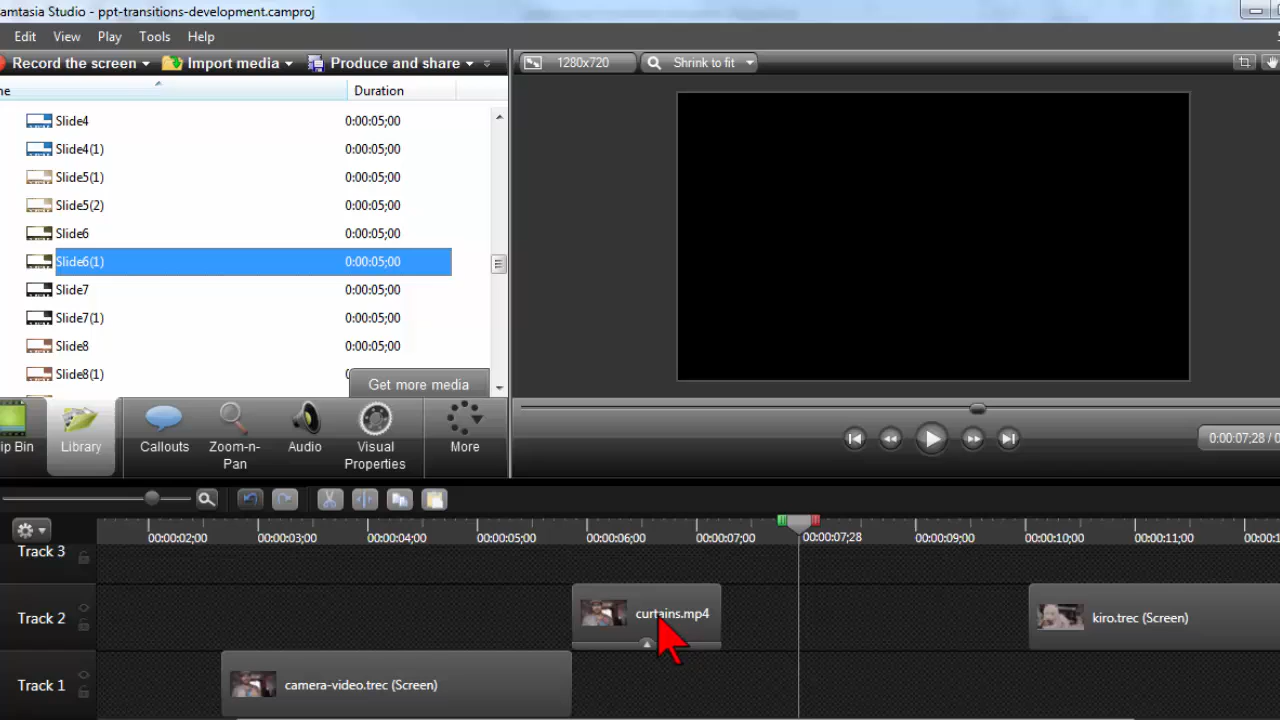 amtasia Studio - ppt-transitions-development.camproj
Edit View Play Tools Help
Record the screen Import media Produce and share
1280x720 Shrink to fit
ne Duration
Slide4 0:00:05;00
Slide4(1) 0:00:05;00
Slide5(1) 0:00:05;00
Slide5(2) 0:00:05;00
Slide6 0:00:05;00
Slide6(1) 0:00:05;00
Slide7 0:00:05;00
Slide7(1) 0:00:05;00
Slide8 0:00:05;00
Slide8(1)
Get more media
ip Bin Library Callouts Zoom-n-Pan Audio Visual Properties More
0:00:07;28 / 0
00:00:02;00 00:00:03;00 00:00:04;00 00:00:05;00 00:00:06;00 00:00:07;00 00:00:07;28 00:00:09;00 00:00:10;00 00:00:11;00 00:00:1
Track 3
Track 2 curtains.mp4 kiro.trec (Screen)
Track 1 camera-video.trec (Screen)